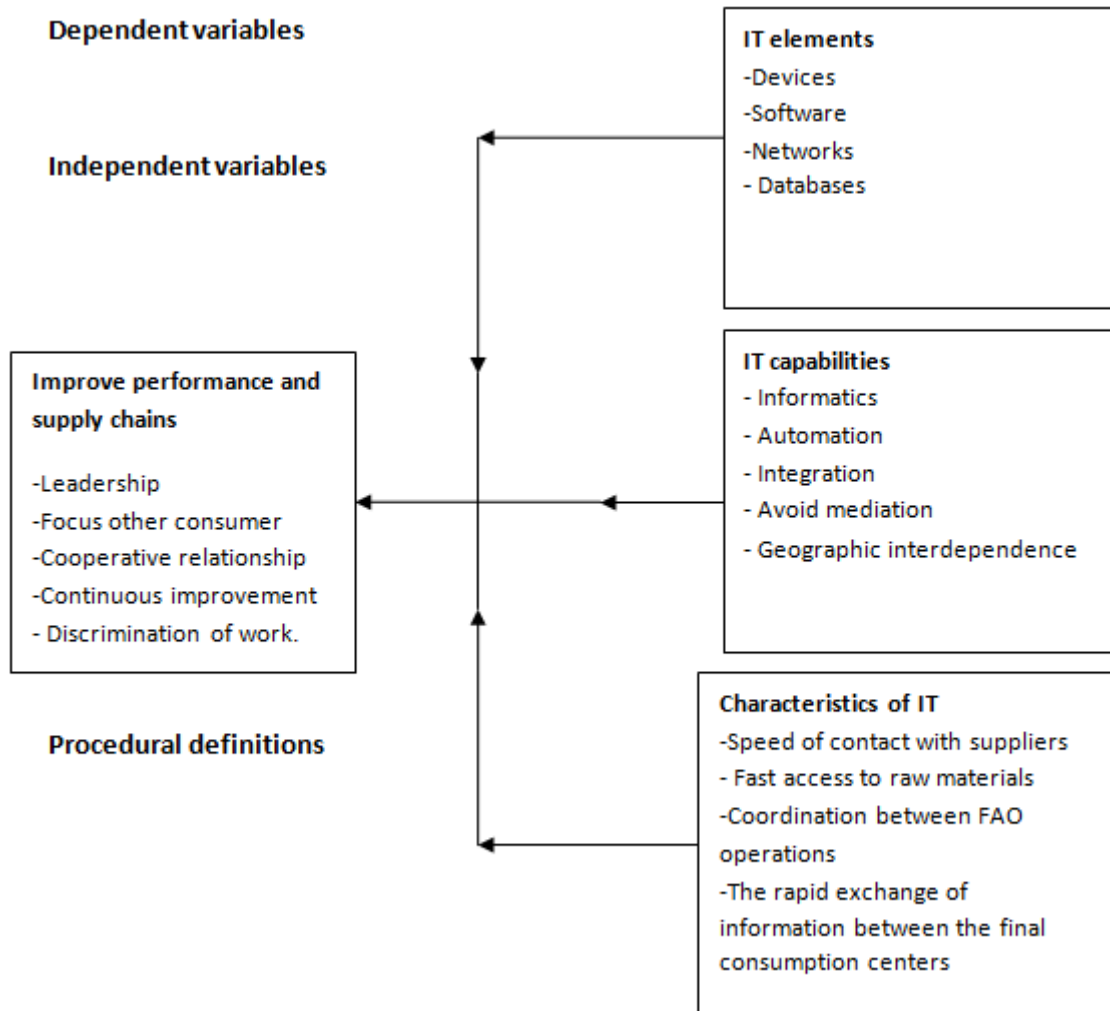 Dependent variables
Independent variables
IT elements
-Devices
-Software
-Networks
- Databases
Improve performance and
supply chains
-Leadership
-Focus other consumer
-Cooperative relationship
-Continuous improvement
- Discrimination of work.
IT capabilities
- Informatics
- Automation
- Integration
- Avoid mediation
- Geographic interdependence
Procedural definitions
Characteristics of IT
-Speed of contact with suppliers
- Fast access to raw materials
-Coordination between FAO
operations
-The rapid exchange of
information between the final
consumption centers